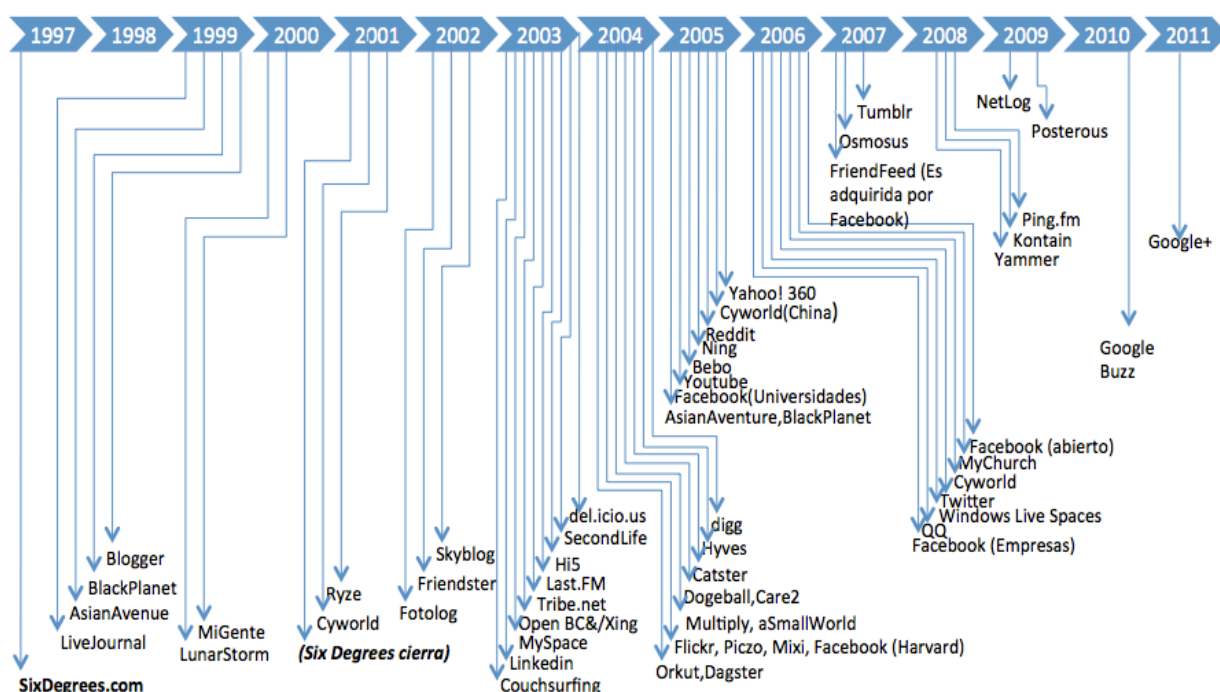 1997 1998 1999 2000 2001 2002 2003 2004 2005 2006 2007 2008 2009 2010 2011
SixDegrees.com
LiveJournal
AsianAvenue
BlackPlanet
Blogger
LunarStorm
MiGente
(Six Degrees cierra)
Cyworld
Ryze
Fotolog
Friendster
Skyblog
Couchsurfing
Linkedin
MySpace
Open BC&/Xing
Tribe.net
Last.FM
Hi5
SecondLife
del.icio.us
Orkut,Dagster
Flickr, Piczo, Mixi, Facebook (Harvard)
Multiply, aSmallWorld
Dogeball,Care2
Catster
Hyves
digg
AsianAventure,BlackPlanet
Facebook(Universidades)
Youtube
Bebo
Ning
Reddit
Cyworld(China)
Yahoo! 360
Facebook (Empresas)
QQ
Windows Live Spaces
Twitter
Cyworld
MyChurch
Facebook (abierto)
FriendFeed (Es
adquirida por
Facebook)
Osmosus
Tumblr
Yammer
Kontain
Ping.fm
NetLog
Posterous
Google
Buzz
Google+